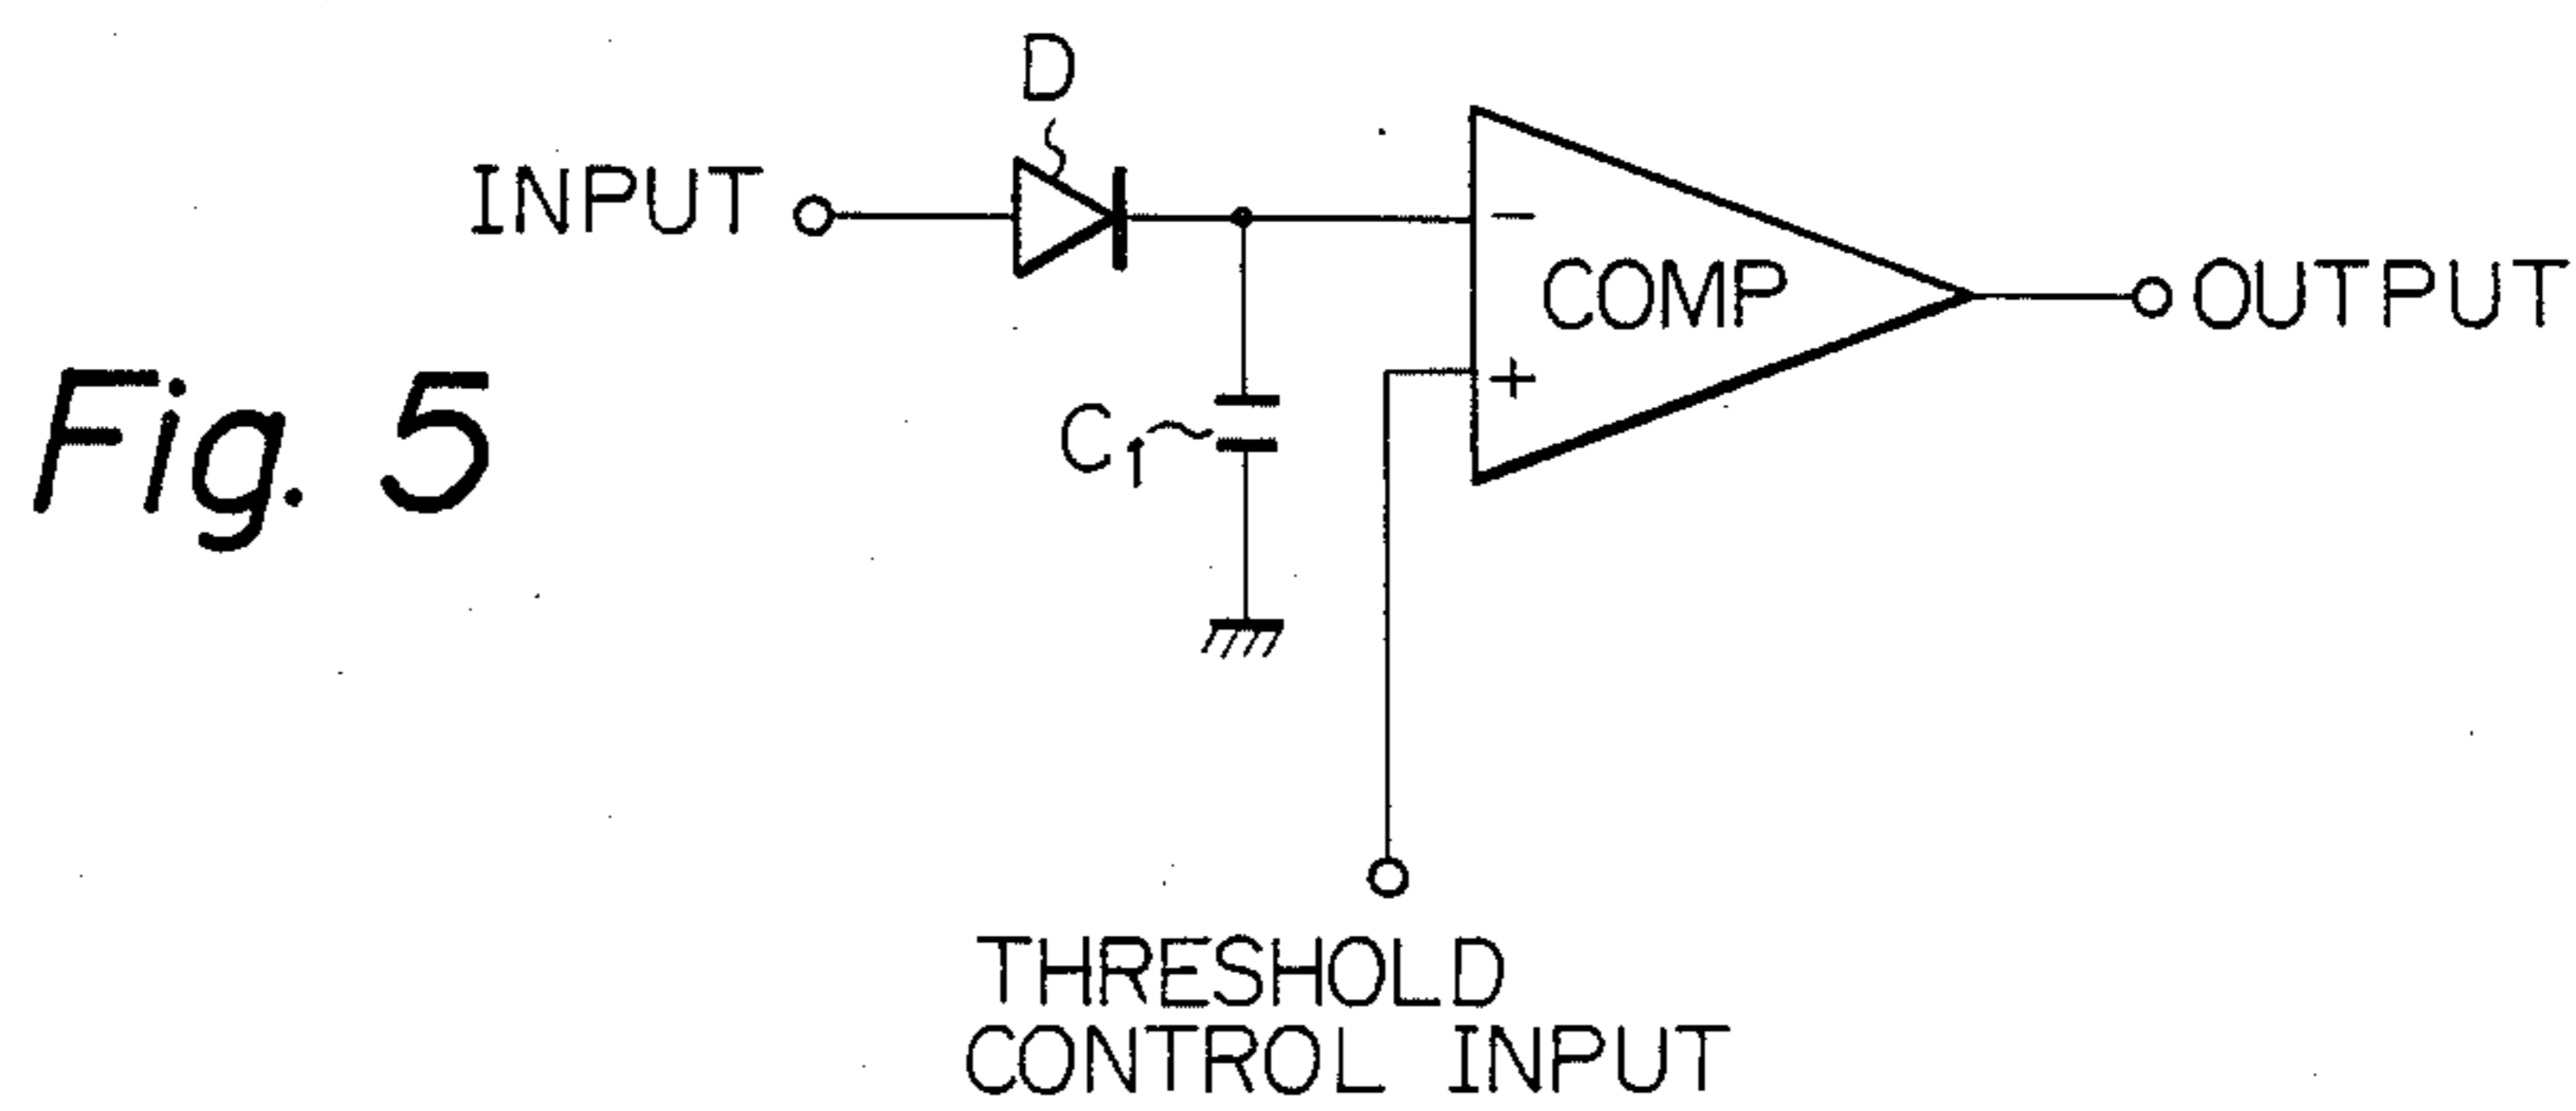 D
INPUT
-
COMP
OUTPUT
+
C1
Fig. 5
THRESHOLD
CONTROL INPUT